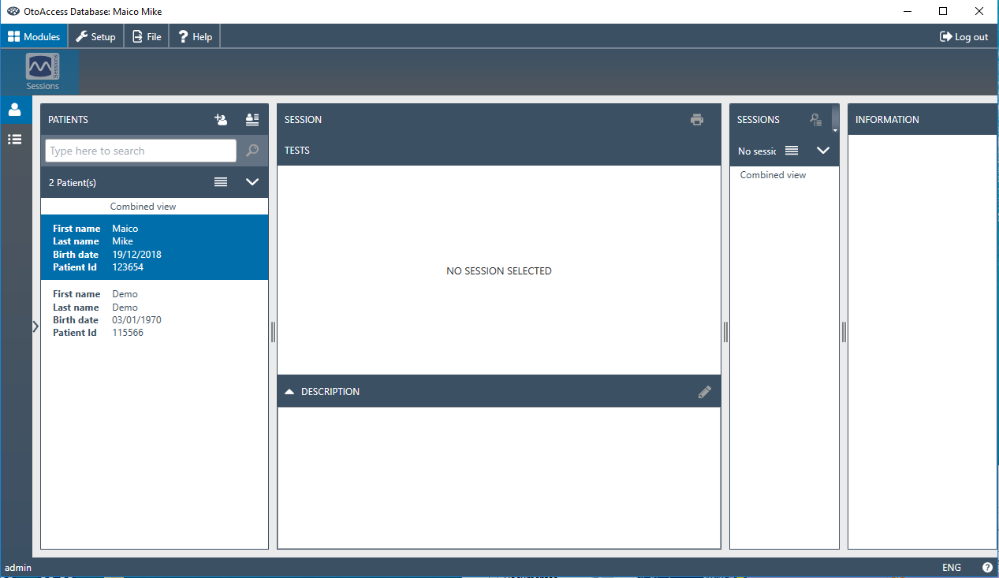 OtoAccess Database: Maico Mike
Modules Setup File Help Log out
Sessions
Sessions
PATIENTS
Type here to search
2 Patient(s)
Combined view
First name Maico
Last name Mike
Birth date 19/12/2018
Patient Id 123654
First name Demo
Last name Demo
Birth date 03/01/1970
Patient Id 115566
SESSION
TESTS
NO SESSION SELECTED
DESCRIPTION
SESSIONS
No sessic
Combined view
INFORMATION
admin
ENG